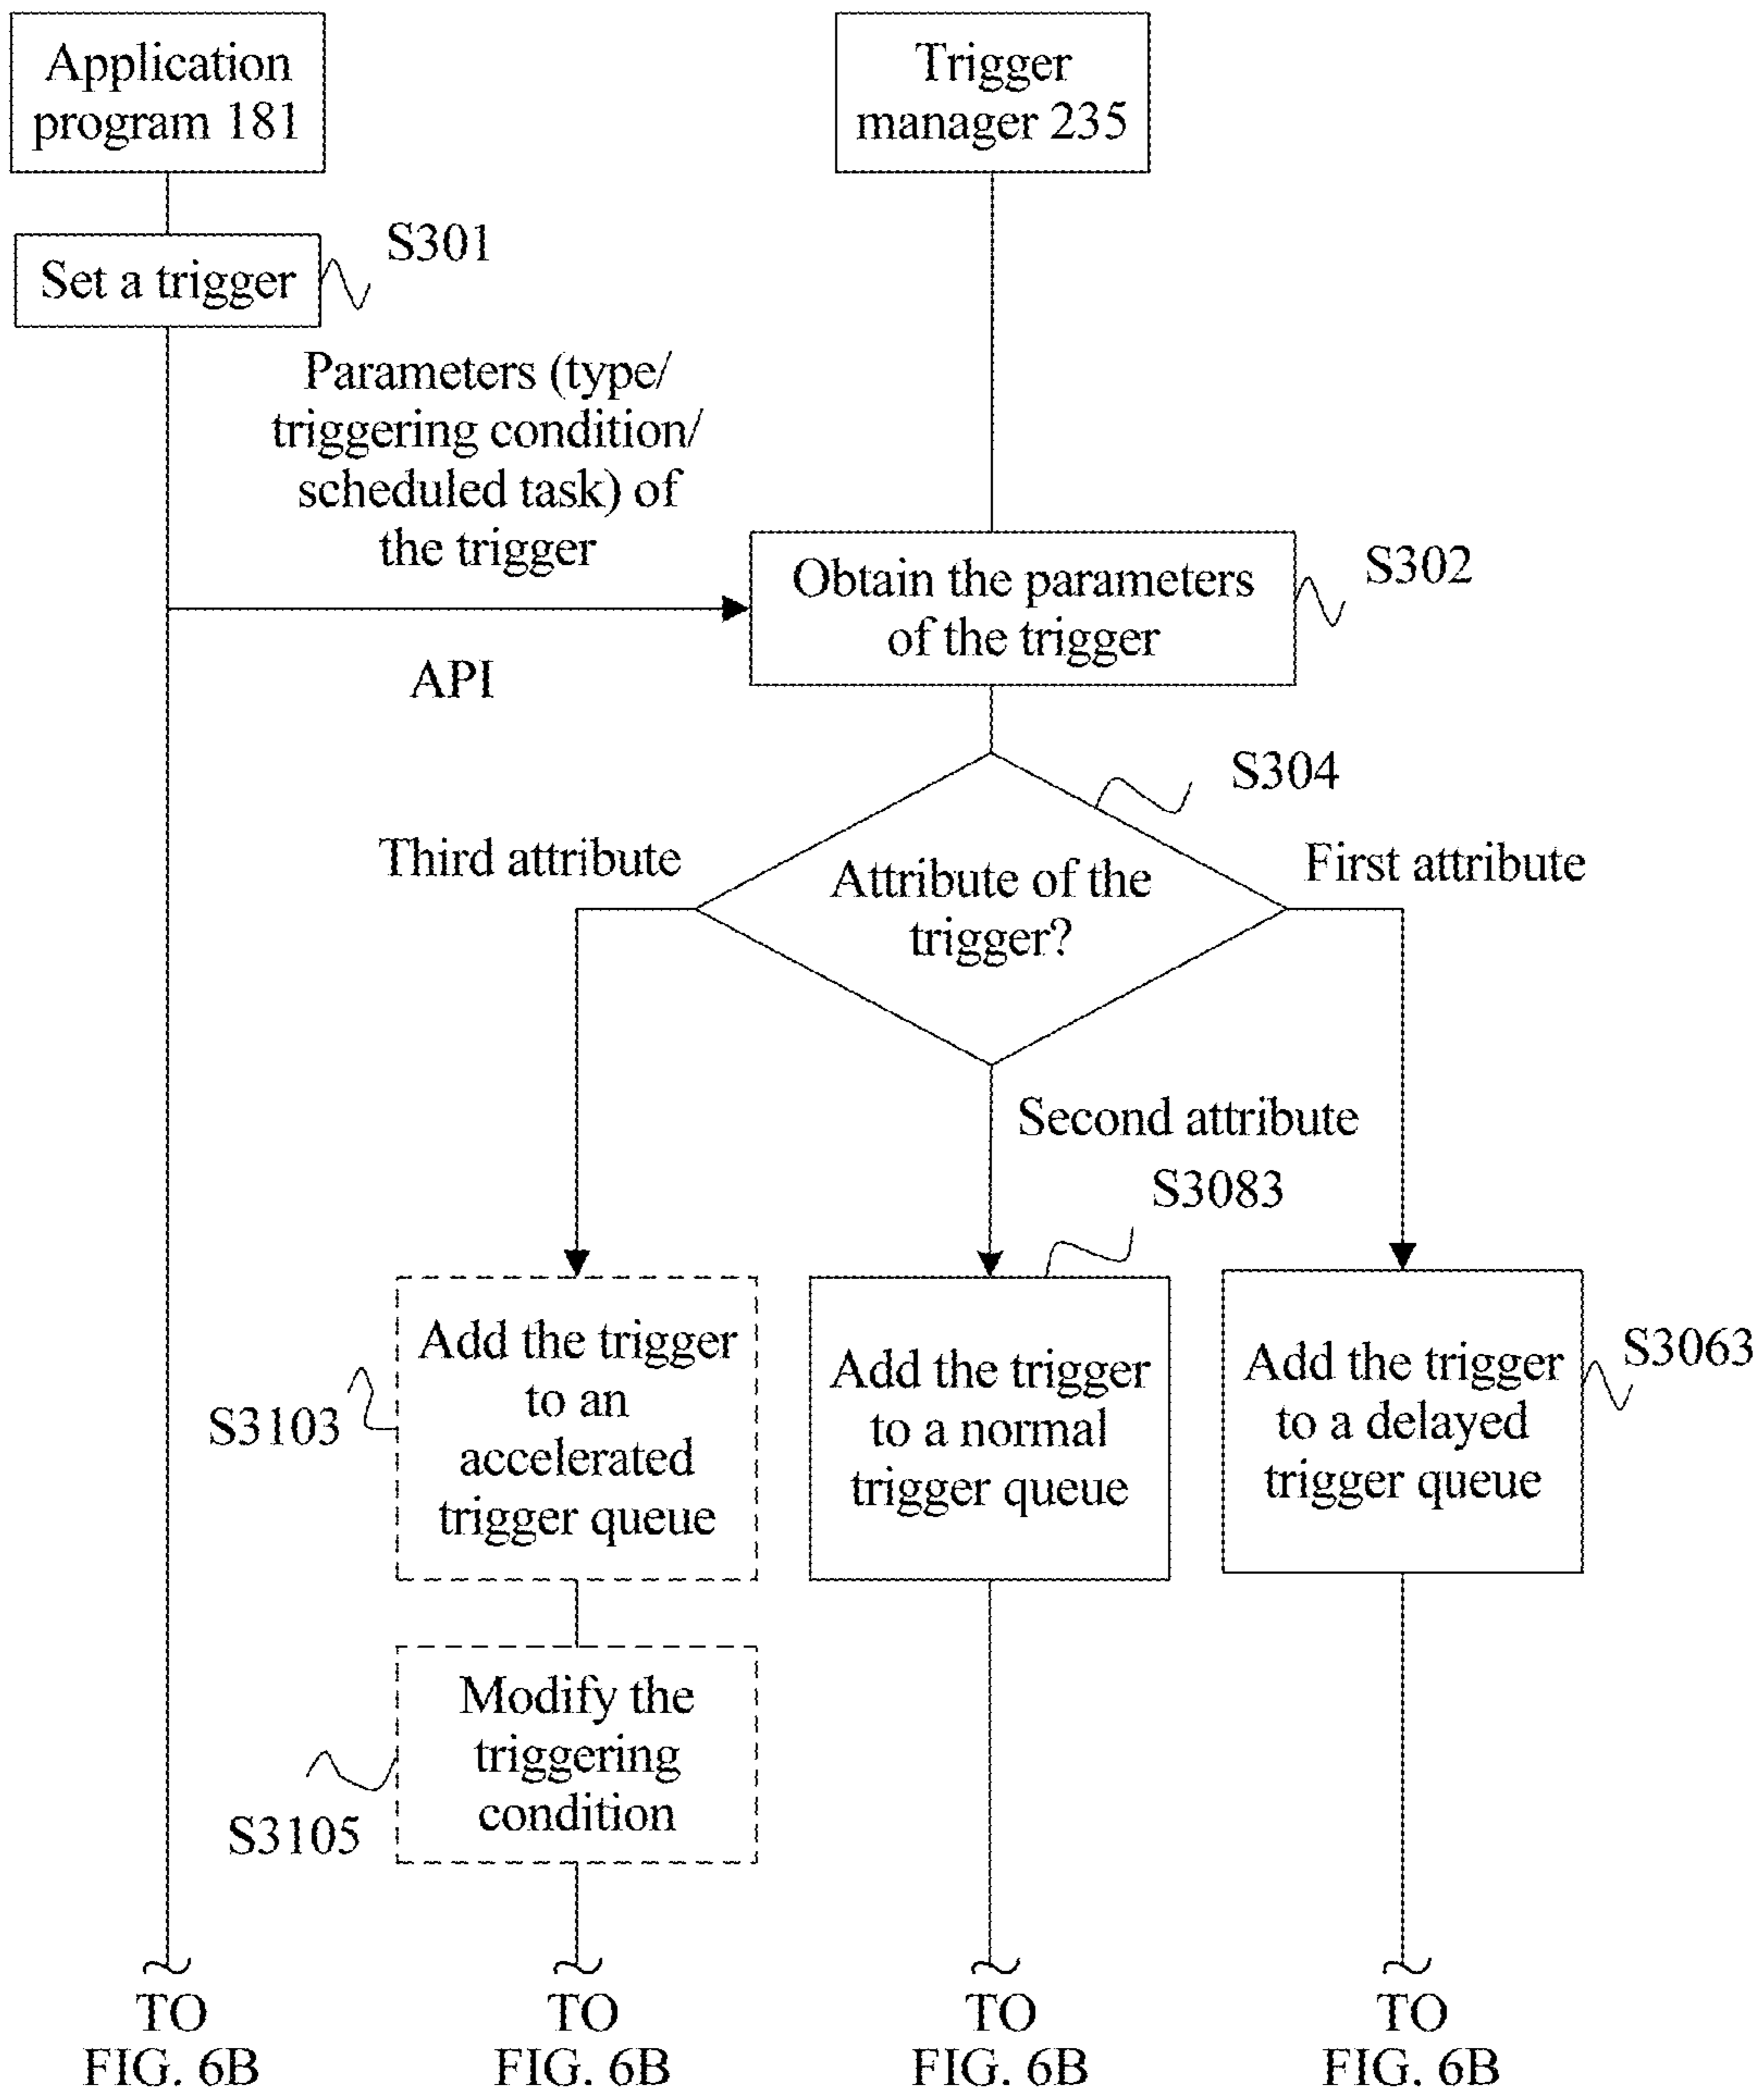 Application
program 181
Trigger
manager 235
Set a trigger
S301
Parameters (type/
triggering condition/
scheduled task) of
the trigger
API
Obtain the parameters
of the trigger
S302
S304
Attribute of the
trigger?
Third attribute
First attribute
Second attribute
S3083
Add the trigger
to an
accelerated
trigger queue
S3103
Add the trigger
to a normal
trigger queue
Add the trigger
to a delayed
trigger queue
S3063
Modify the
triggering
condition
S3105
TO
FIG. 6B
TO
FIG. 6B
TO
FIG. 6B
TO
FIG. 6B